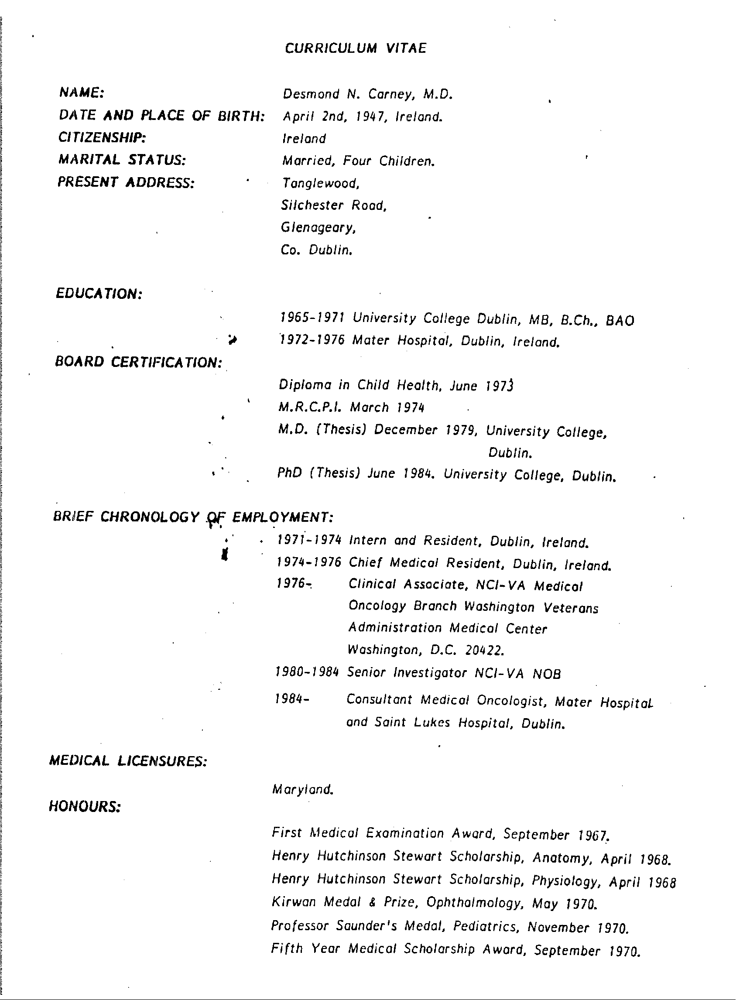 CURRICULUM VITAE
NAME: Desmond N. Carney, M.D.
DATE AND PLACE OF BIRTH: April 2nd, 1947, Ireland.
CITIZENSHIP: Ireland
MARITAL STATUS: Married, Four Children.
PRESENT ADDRESS: Tanglewood,
Silchester Road,
Glenageary,
Co. Dublin.
EDUCATION:
1965-1971 University College Dublin, MB, B.Ch., BAO
1972-1976 Mater Hospital, Dublin, Ireland.
BOARD CERTIFICATION:
Diploma in Child Health, June 1973
M.R.C.P.I. March 1974
M.D. (Thesis) December 1979, University College,
Dublin.
PhD (Thesis) June 1984. University College, Dublin.
BRIEF CHRONOLOGY OF EMPLOYMENT:
1971-1974 Intern and Resident, Dublin, Ireland.
1974-1976 Chief Medical Resident, Dublin, Ireland.
1976- Clinical Associate, NCI-VA Medical
Oncology Branch Washington Veterans
Administration Medical Center
Washington, D.C. 20422.
1980-1984 Senior Investigator NCI-VA NOB
1984- Consultant Medical Oncologist, Mater Hospital
and Saint Lukes Hospital, Dublin.
MEDICAL LICENSURES:
Maryland.
HONOURS:
First Medical Examination Award, September 1967.
Henry Hutchinson Stewart Scholarship, Anatomy, April 1968.
Henry Hutchinson Stewart Scholarship, Physiology, April 1968
Kirwan Medal & Prize, Ophthalmology, May 1970.
Professor Saunder's Medal, Pediatrics, November 1970.
Fifth Year Medical Scholarship Award, September 1970.